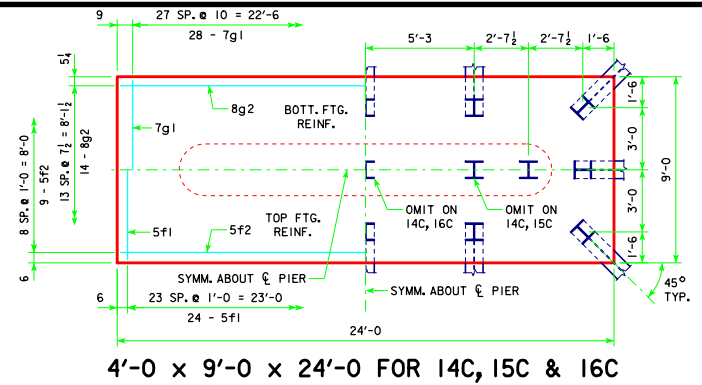 9
27 SP. @ 10 = 22'-6
28 - 7g1
5'-3
2'-7½
2'-7½
1'-6
5¼
8g2
BOTT. FTG.
REINF.
7g1
13 SP. @ 7½ = 8'-1½
14 - 8g2
8 SP. @ 1'-0 = 8'-0
9 - 5f2
1'-6
3'-0
9'-0
3'-0
1'-6
OMIT ON
14C, 16C
OMIT ON
14C, 15C
TOP FTG.
REINF.
5f1
5f2
6
SYMM. ABOUT ℄ PIER
SYMM. ABOUT ℄ PIER
45°
TYP.
6
23 SP. @ 1'-0 = 23'-0
24 - 5f1
24'-0
4'-0 x 9'-0 x 24'-0 FOR 14C, 15C & 16C